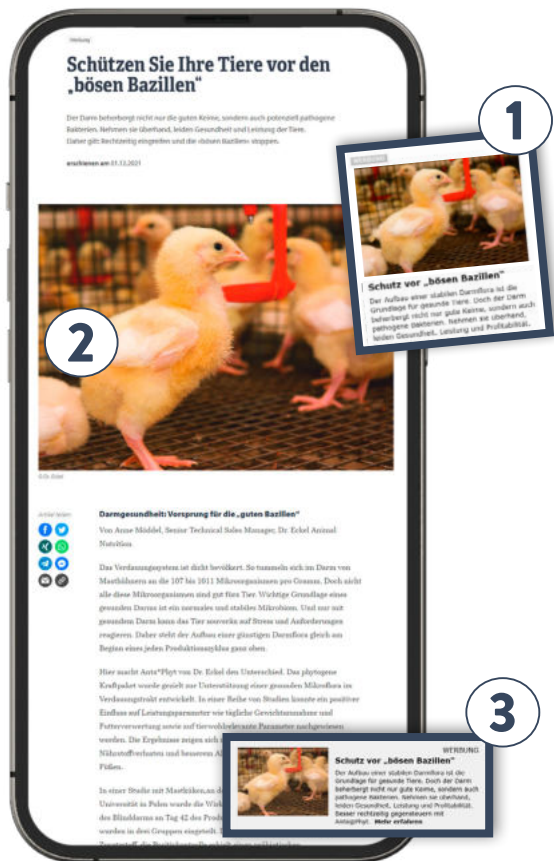 Werbung
Schützen Sie Ihre Tiere vor den
„bösen Bazillen"
Der Darm beherbergt nicht nur die guten Keime, sondern auch potenziell pathogene
Bakterien. Nehmen sie überhand, leiden Gesundheit und Leistung der Tiere.
Daher gilt: Rechtzeitig eingreifen und die «bösen Bazillen» stoppen.
erschienen am 01.12.2021
1
WERBUNG
Schutz vor „bösen Bazillen"
Der Aufbau einer stabilen Darmflora ist die
Grundlage für gesunde Tiere. Doch der Darm
beherbergt nicht nur gute Keime, sondern auch
pathogene Bakterien. Nehmen sie überhand,
leiden Gesundheit, Leistung und Profitabilität.
2
© Dr. Eckel
Artikel teilen
Darmgesundheit: Vorsprung für die „guten Bazillen"
Von Anne Möddel, Senior Technical Sales Manager, Dr. Eckel Animal
Nutrition
Das Verdauungssystem ist dicht bevölkert. So tummeln sich im Darm von
Masthühnern an die 107 bis 1011 Mikroorganismen pro Gramm. Doch nicht
alle diese Mikroorganismen sind gut fürs Tier. Wichtige Grundlage eines
gesunden Darms ist ein normales und stabiles Mikrobiom. Und nur mit
gesundem Darm kann das Tier souverän auf Stress und Anforderungen
reagieren. Daher steht der Aufbau einer günstigen Darmflora gleich am
Beginn eines jeden Produktionszyklus ganz oben.
Hier macht Anta®Phyt von Dr. Eckel den Unterschied. Das phytogene
Kraftpaket wurde gezielt zur Unterstützung einer gesunden Mikroflora im
Verdauungstrakt entwickelt. In einer Reihe von Studien konnte ein positiver
Einfluss auf Leistungsparameter wie tägliche Gewichtszunahme und
Futterverwertung sowie auf tierwohlrelevante Parameter nachgewiesen
werden. Die Ergebnisse zeigen sich
Nährstoffverlusten und besserem
Füßen.
In einer Studie mit Mastküken an
Universität in Polen wurde die
des Blinddarms an Tag 42 des
wurden in drei Gruppen eingeteilt.
3
WERBUNG
Schutz vor „bösen Bazillen"
Der Aufbau einer stabilen Darmflora ist die
Grundlage für gesunde Tiere. Doch der Darm
beherbergt nicht nur gute Keime, sondern auch
pathogene Bakterien. Nehmen sie überhand,
leiden Gesundheit, Leistung und Profitabilität.
Besser rechtzeitig gegensteuern mit
Anta®Phyt. Mehr erfahren